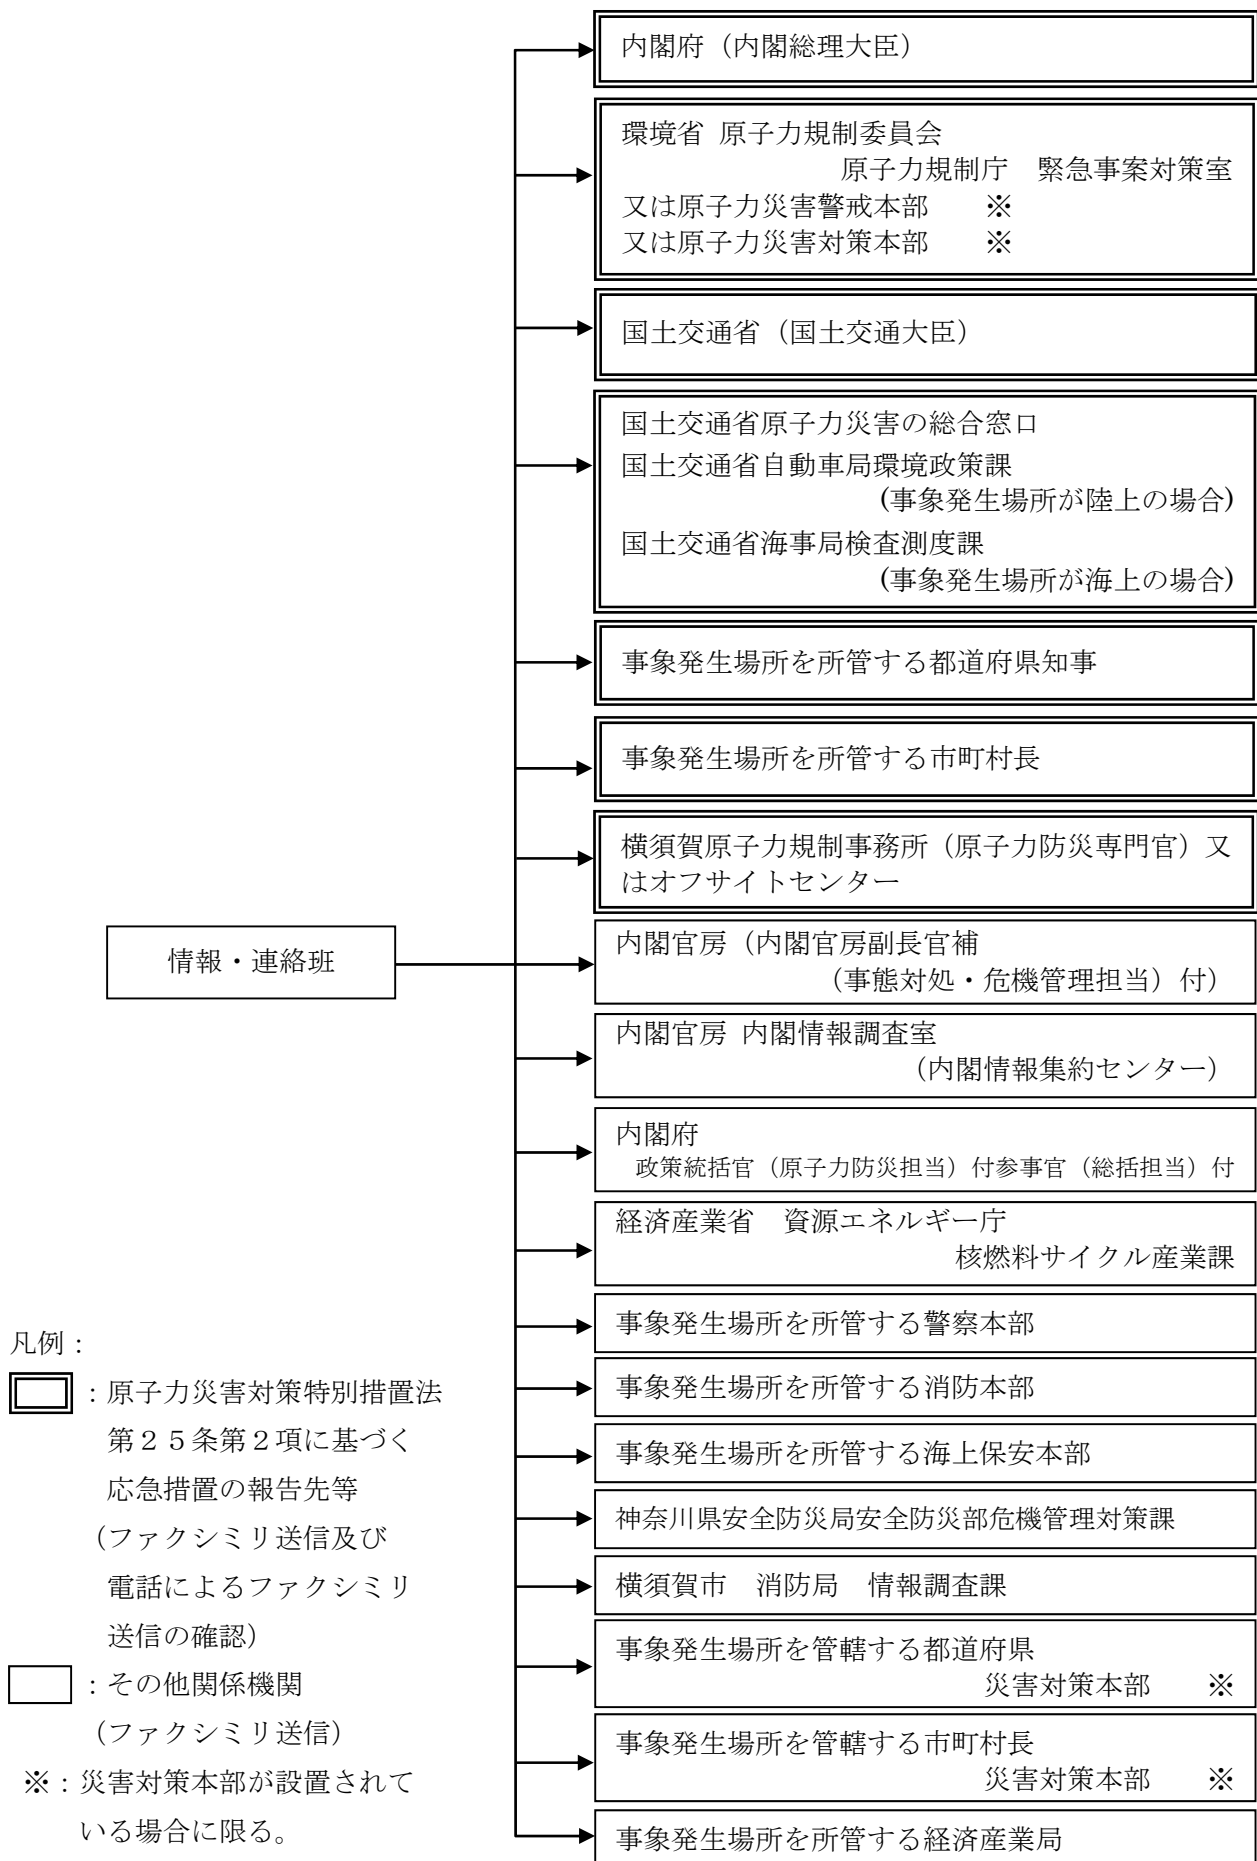 内閣府（内閣総理大臣）
環境省 原子力規制委員会
原子力規制庁　緊急事案対策室
又は原子力災害警戒本部　　※
又は原子力災害対策本部　　※
国土交通省（国土交通大臣）
国土交通省原子力災害の総合窓口
国土交通省自動車局環境政策課
(事象発生場所が陸上の場合)
国土交通省海事局検査測度課
(事象発生場所が海上の場合)
事象発生場所を所管する都道府県知事
事象発生場所を所管する市町村長
横須賀原子力規制事務所（原子力防災専門官）又
はオフサイトセンター
情報・連絡班
内閣官房（内閣官房副長官補
（事態対処・危機管理担当）付）
内閣官房 内閣情報調査室
（内閣情報集約センター）
内閣府
政策統括官（原子力防災担当）付参事官（総括担当）付
経済産業省　資源エネルギー庁
核燃料サイクル産業課
事象発生場所を所管する警察本部
事象発生場所を所管する消防本部
事象発生場所を所管する海上保安本部
神奈川県安全防災局安全防災部危機管理対策課
横須賀市　消防局　情報調査課
事象発生場所を管轄する都道府県
災害対策本部　　※
事象発生場所を管轄する市町村長
災害対策本部　　※
事象発生場所を所管する経済産業局
凡例：
：原子力災害対策特別措置法
第２５条第２項に基づく
応急措置の報告先等
（ファクシミリ送信及び
電話によるファクシミリ
送信の確認）
：その他関係機関
（ファクシミリ送信）
※：災害対策本部が設置されて
いる場合に限る。